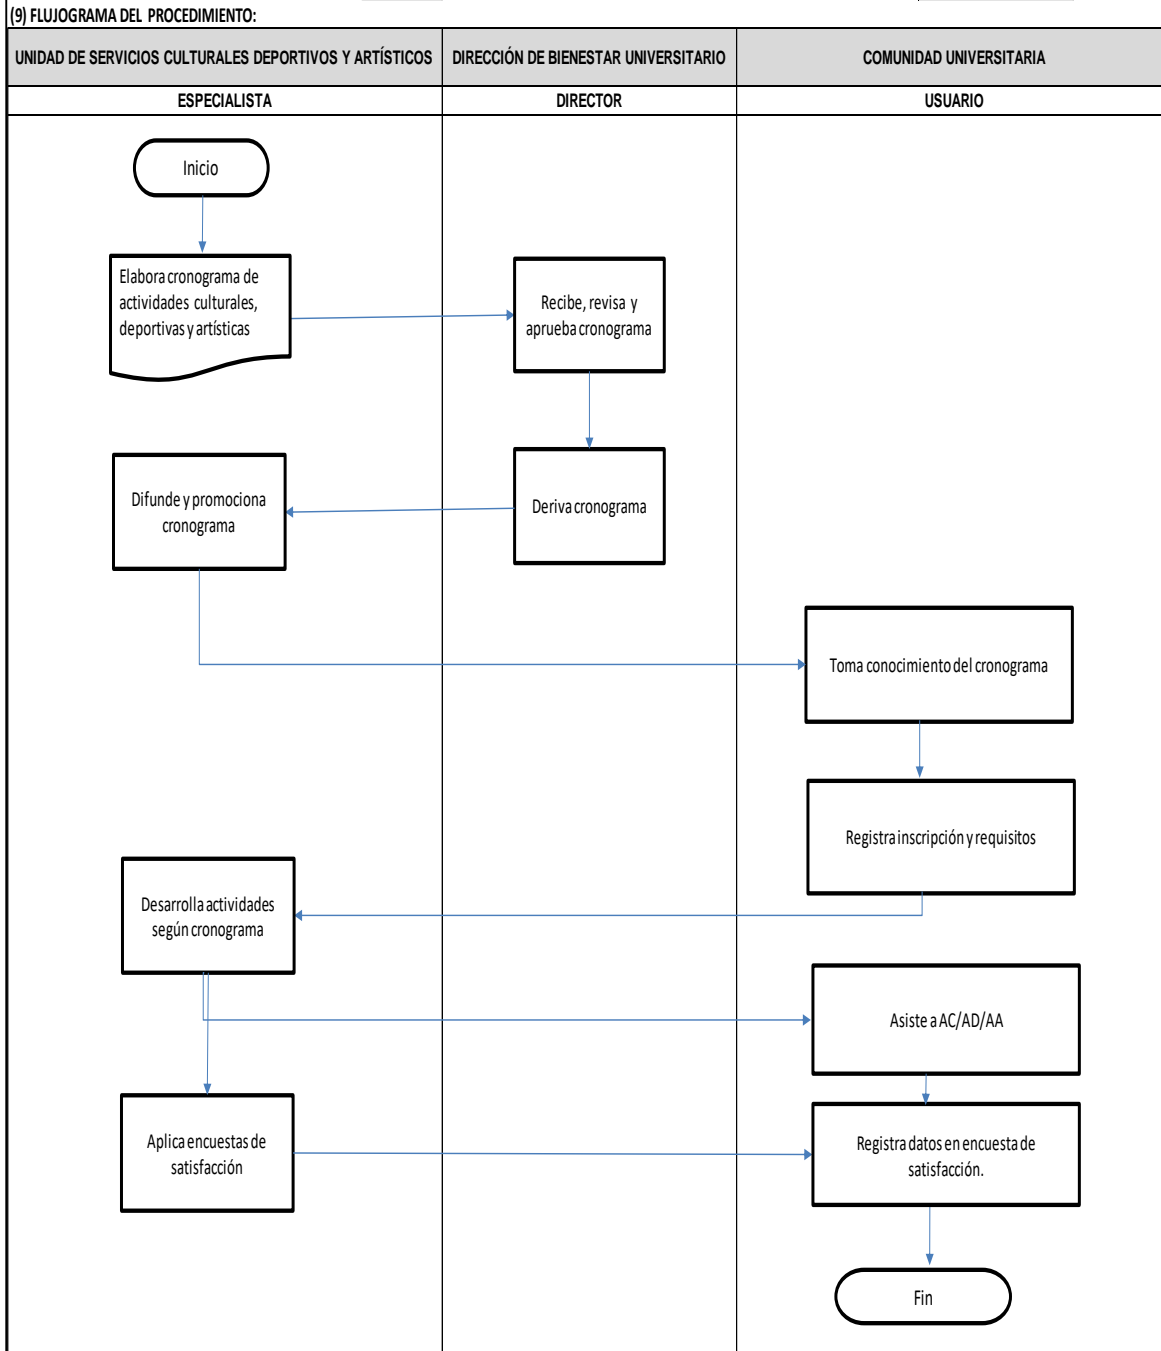 (9) FLUJOGRAMA DEL PROCEDIMIENTO:
UNIDAD DE SERVICIOS CULTURALES DEPORTIVOS Y ARTÍSTICOS
DIRECCIÓN DE BIENESTAR UNIVERSITARIO
COMUNIDAD UNIVERSITARIA
ESPECIALISTA
DIRECTOR
USUARIO
Inicio
Elabora cronograma de
actividades culturales,
deportivas y artísticas
Recibe, revisa y
aprueba cronograma
Deriva cronograma
Difunde y promociona
cronograma
Toma conocimiento del cronograma
Registra inscripción y requisitos
Desarrolla actividades
según cronograma
Asiste a AC/AD/AA
Aplica encuestas de
satisfacción
Registra datos en encuesta de
satisfacción.
Fin